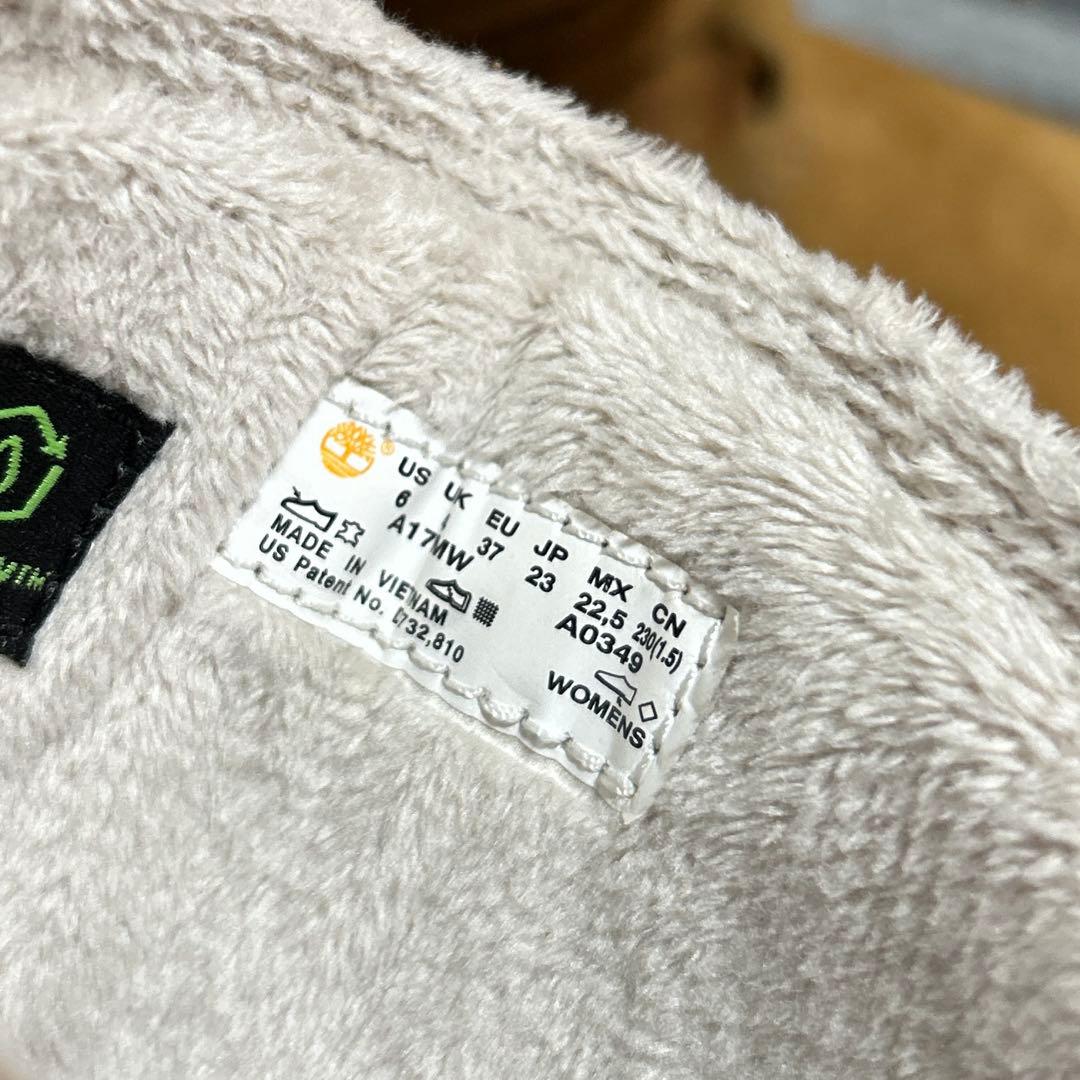 US UK EU JP MX CN
6 37 23 22,5 230(1.5)
A17MW A0349
MADE IN VIETNAM WOMENS
US Patent No. 732,810